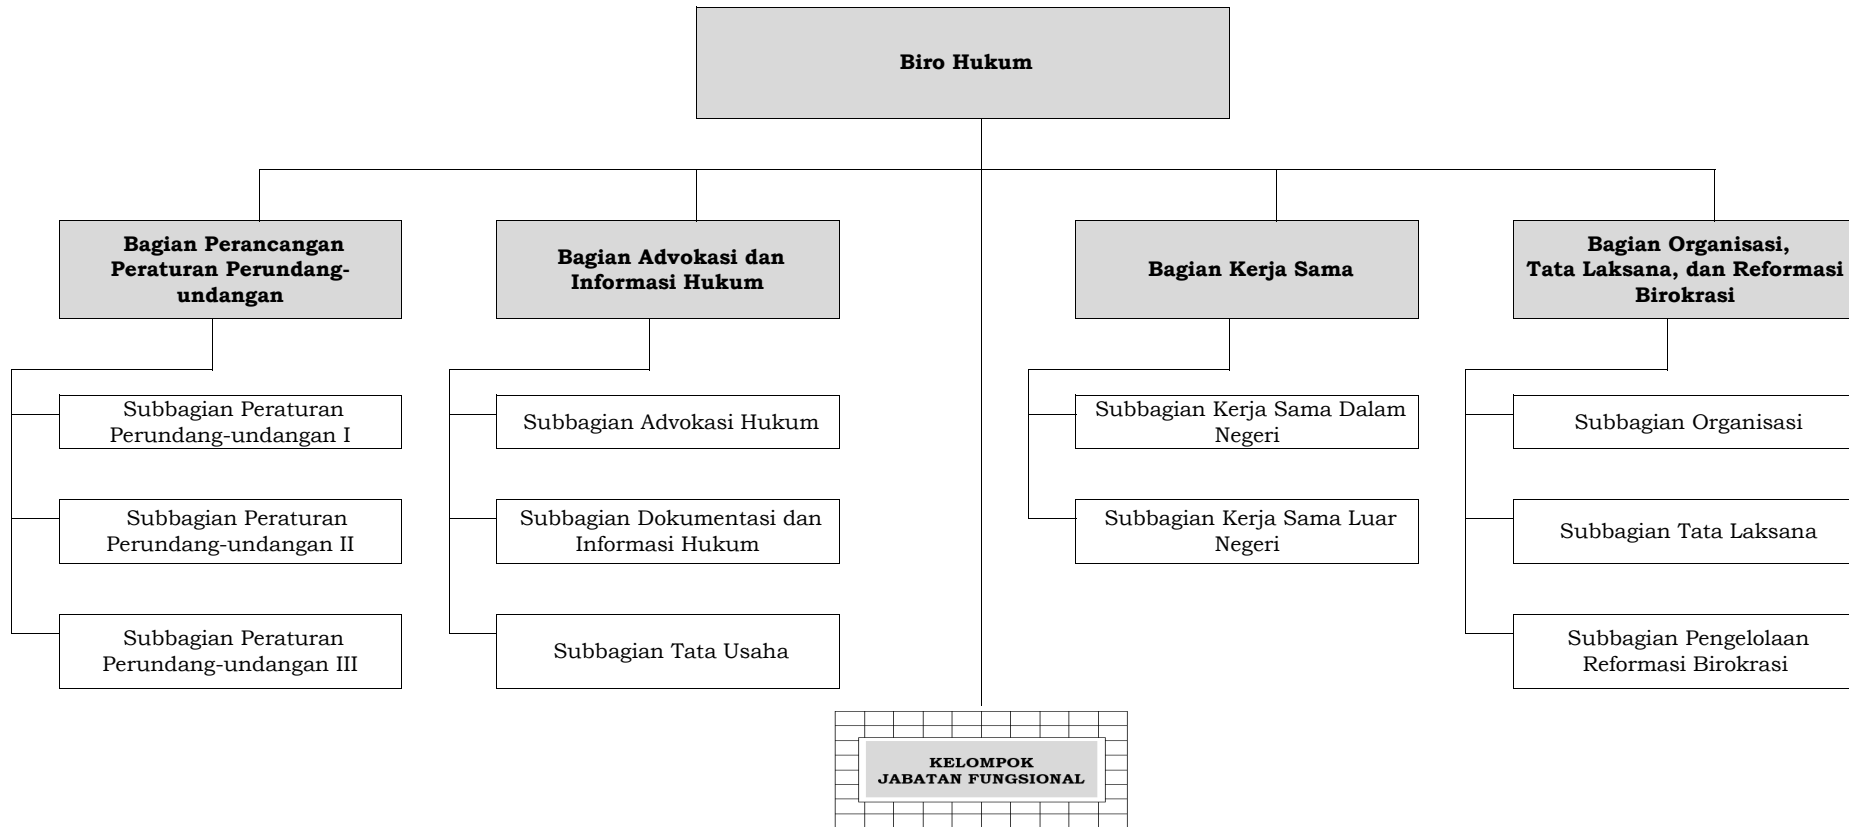 Biro Hukum
Bagian Perancangan
Peraturan Perundang-
undangan
Bagian Advokasi dan
Informasi Hukum
Bagian Kerja Sama
Bagian Organisasi,
Tata Laksana, dan Reformasi
Birokrasi
Subbagian Peraturan
Perundang-undangan I
Subbagian Advokasi Hukum
Subbagian Kerja Sama Dalam
Negeri
Subbagian Organisasi
Subbagian Peraturan
Perundang-undangan II
Subbagian Dokumentasi dan
Informasi Hukum
Subbagian Kerja Sama Luar
Negeri
Subbagian Tata Laksana
Subbagian Peraturan
Perundang-undangan III
Subbagian Tata Usaha
Subbagian Pengelolaan
Reformasi Birokrasi
KELOMPOK
JABATAN FUNGSIONAL